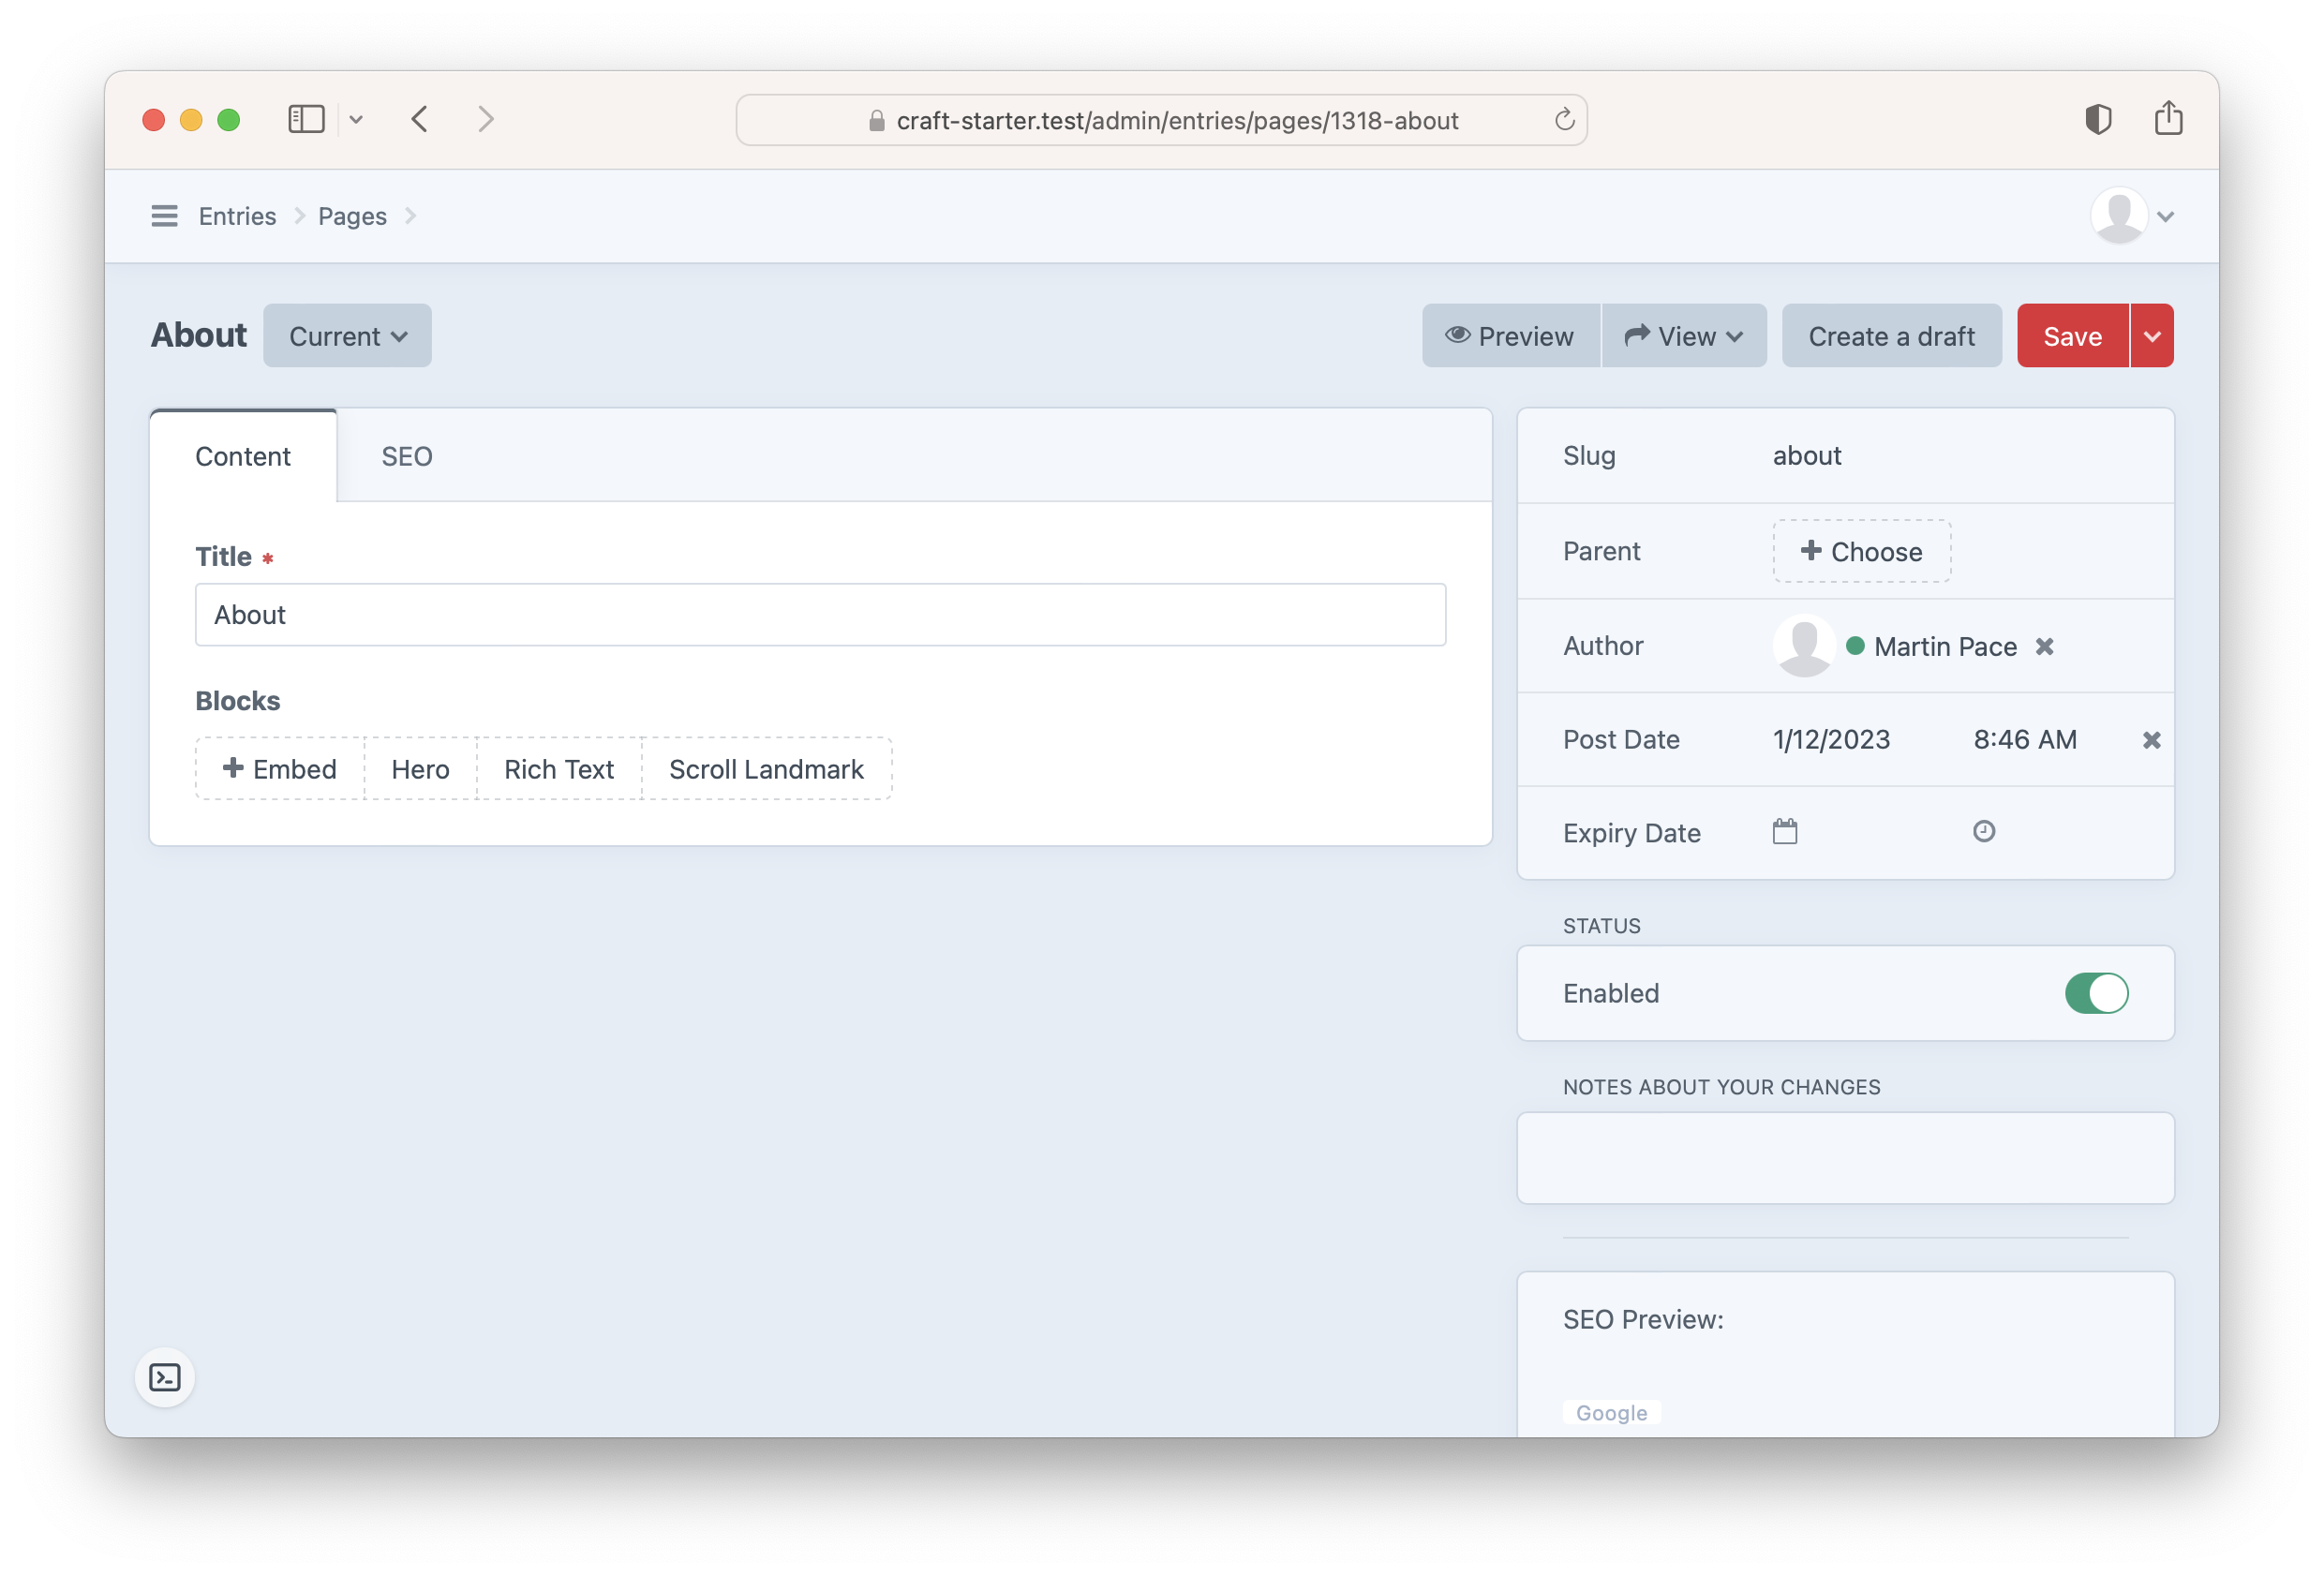 craft-starter.test/admin/entries/pages/1318-about
Entries Pages
About Current Preview View Create a draft Save
Content SEO
Title *
About
Blocks
Embed Hero Rich Text Scroll Landmark
Slug about
Parent Choose
Author Martin Pace
Post Date 1/12/2023 8:46 AM
Expiry Date
STATUS
Enabled
NOTES ABOUT YOUR CHANGES
SEO Preview:
Google